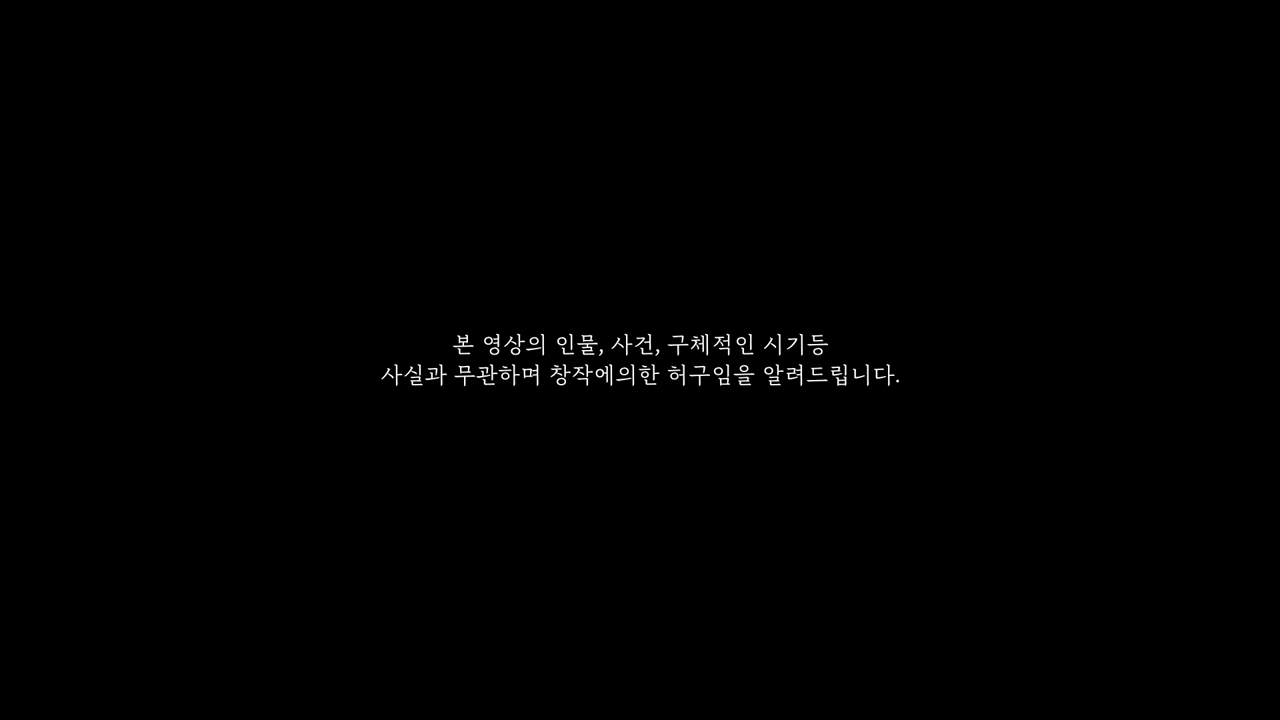 본 영상의 인물, 사건, 구체적인 시기등
사실과 무관하며 창작에의한 허구임을 알려드립니다.